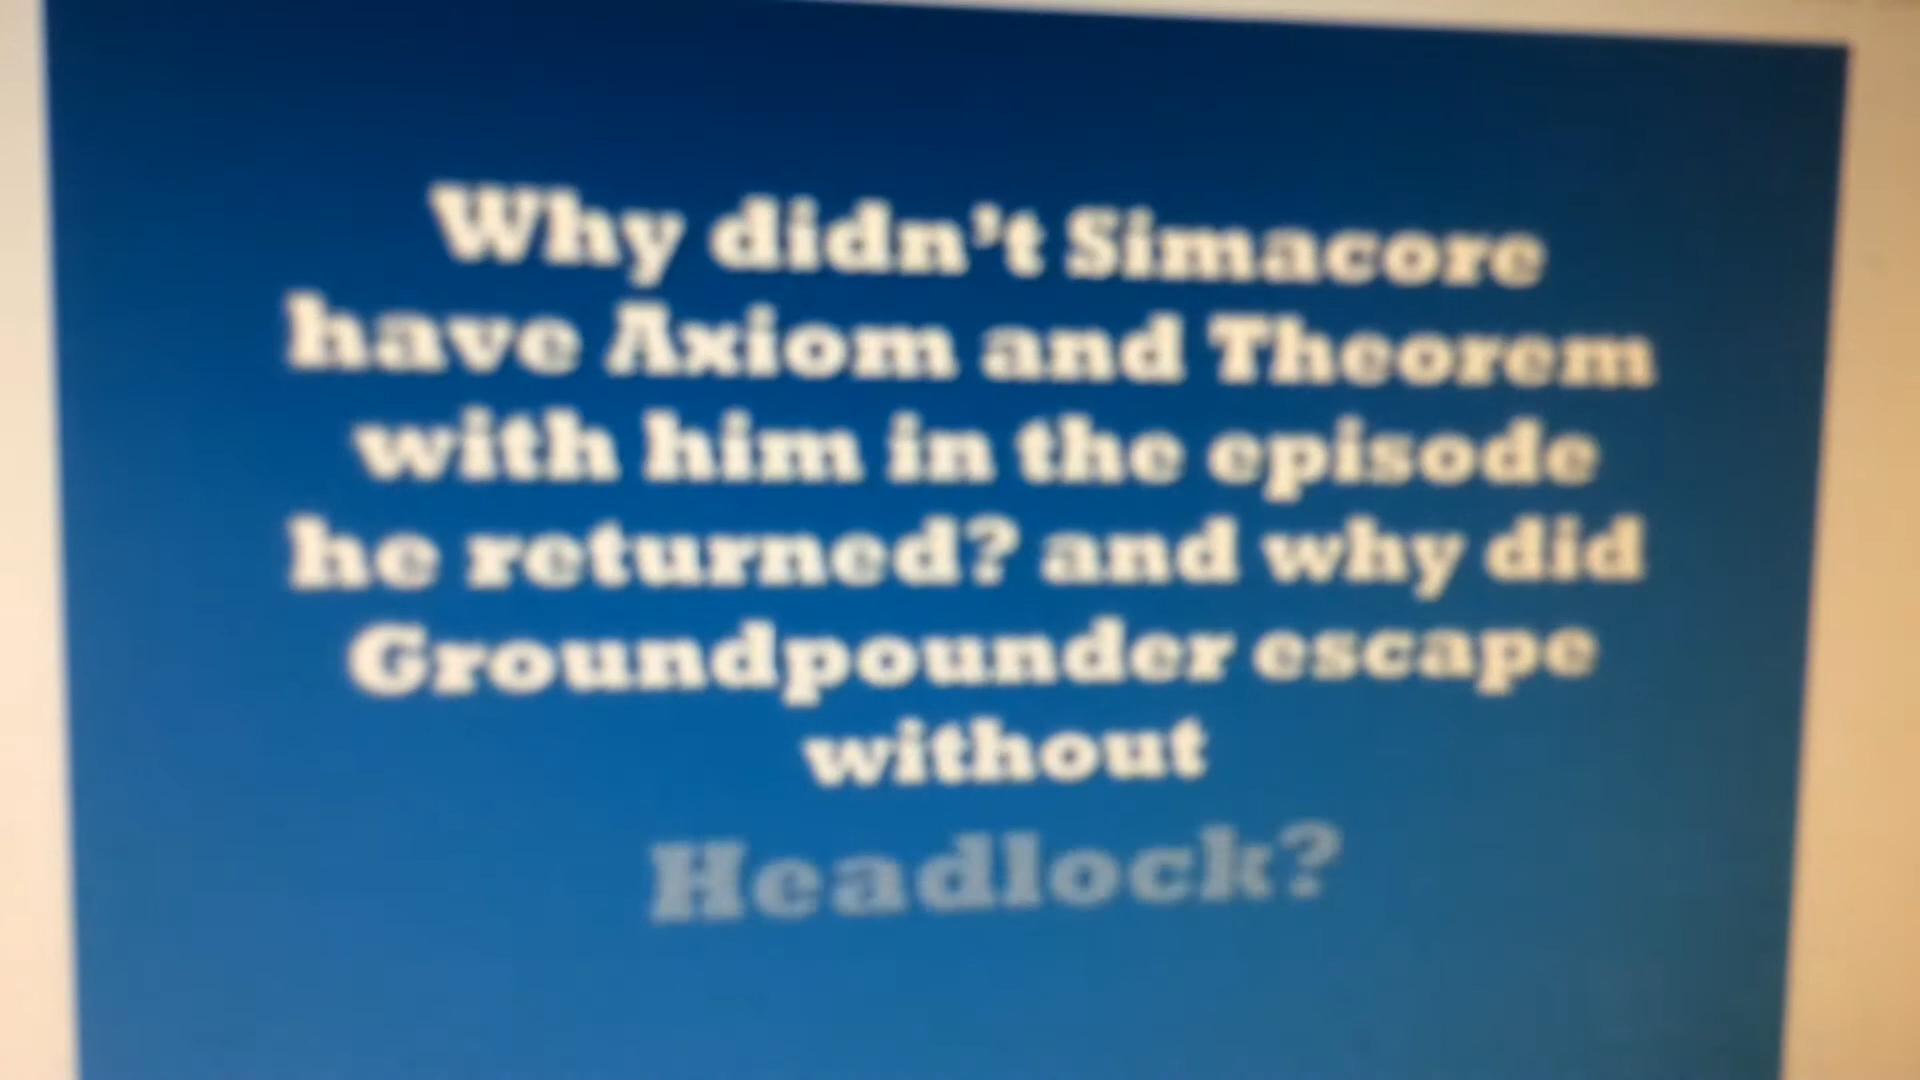 Why didn't Simacore
have Axiom and Theorem
with him in the episode
he returned? and why did
Groundpounder escape
without
Headlock?